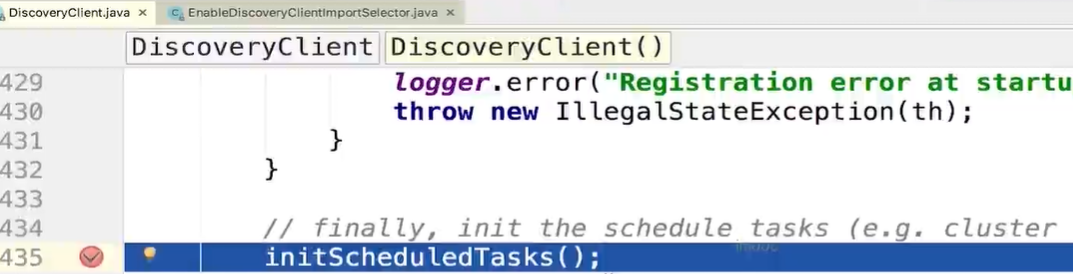 DiscoveryClient.java × EnableDiscoveryClientImportSelector.java ×
DiscoveryClient DiscoveryClient()
429 logger.error("Registration error at startu
430 throw new IllegalStateException(th);
431 }
432 }
433
434 // finally, init the schedule tasks (e.g. cluster
435 initScheduledTasks();